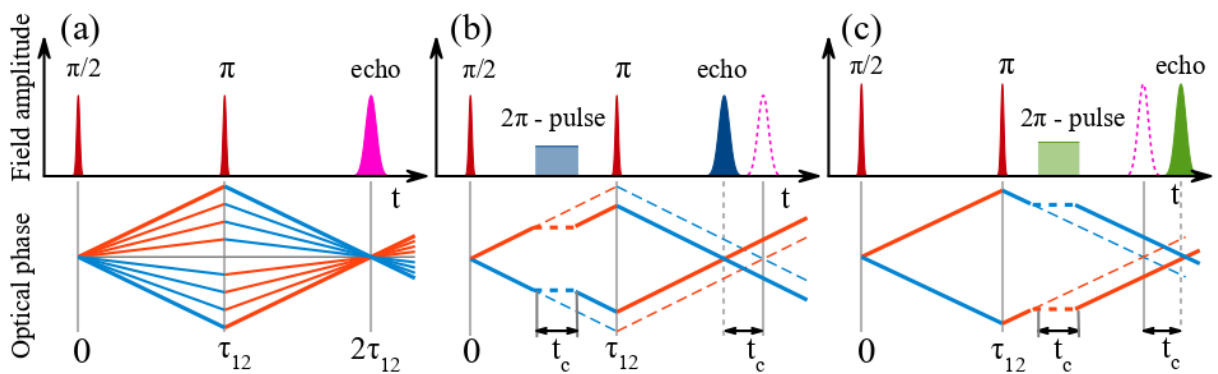 (a)
Field amplitude
π/2
π
echo
t
Optical phase
0
τ12
2τ12
(b)
π/2
2π - pulse
π
echo
t
0
tc
τ12
tc
(c)
π/2
π
2π - pulse
echo
t
0
τ12
tc
tc